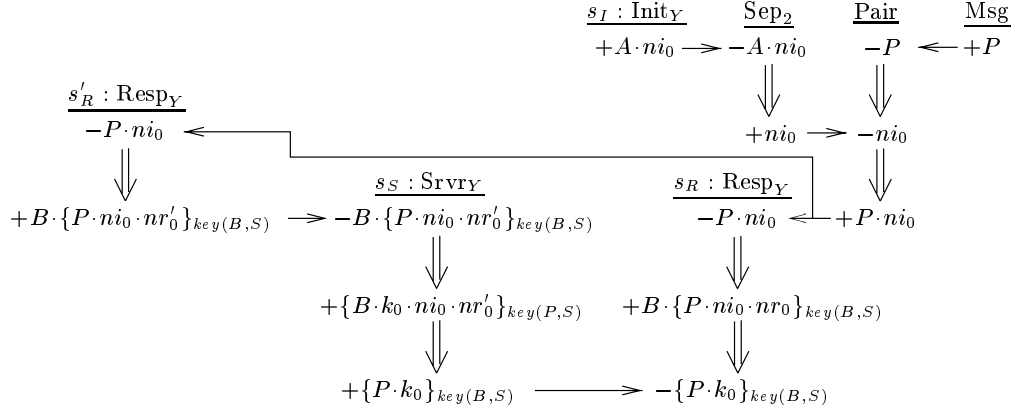 s_I : Init_Y Sep_2 Pair Msg
+A·ni_0 −A·ni_0 −P +P
s'_R : Resp_Y
−P·ni_0 +ni_0 −ni_0
s_S : Srvr_Y s_R : Resp_Y
+B·{P·ni_0·nr'_0}_{key(B,S)} −B·{P·ni_0·nr'_0}_{key(B,S)} −P·ni_0 +P·ni_0
+{B·k_0·ni_0·nr'_0}_{key(P,S)} +B·{P·ni_0·nr_0}_{key(B,S)}
+{P·k_0}_{key(B,S)} −{P·k_0}_{key(B,S)}